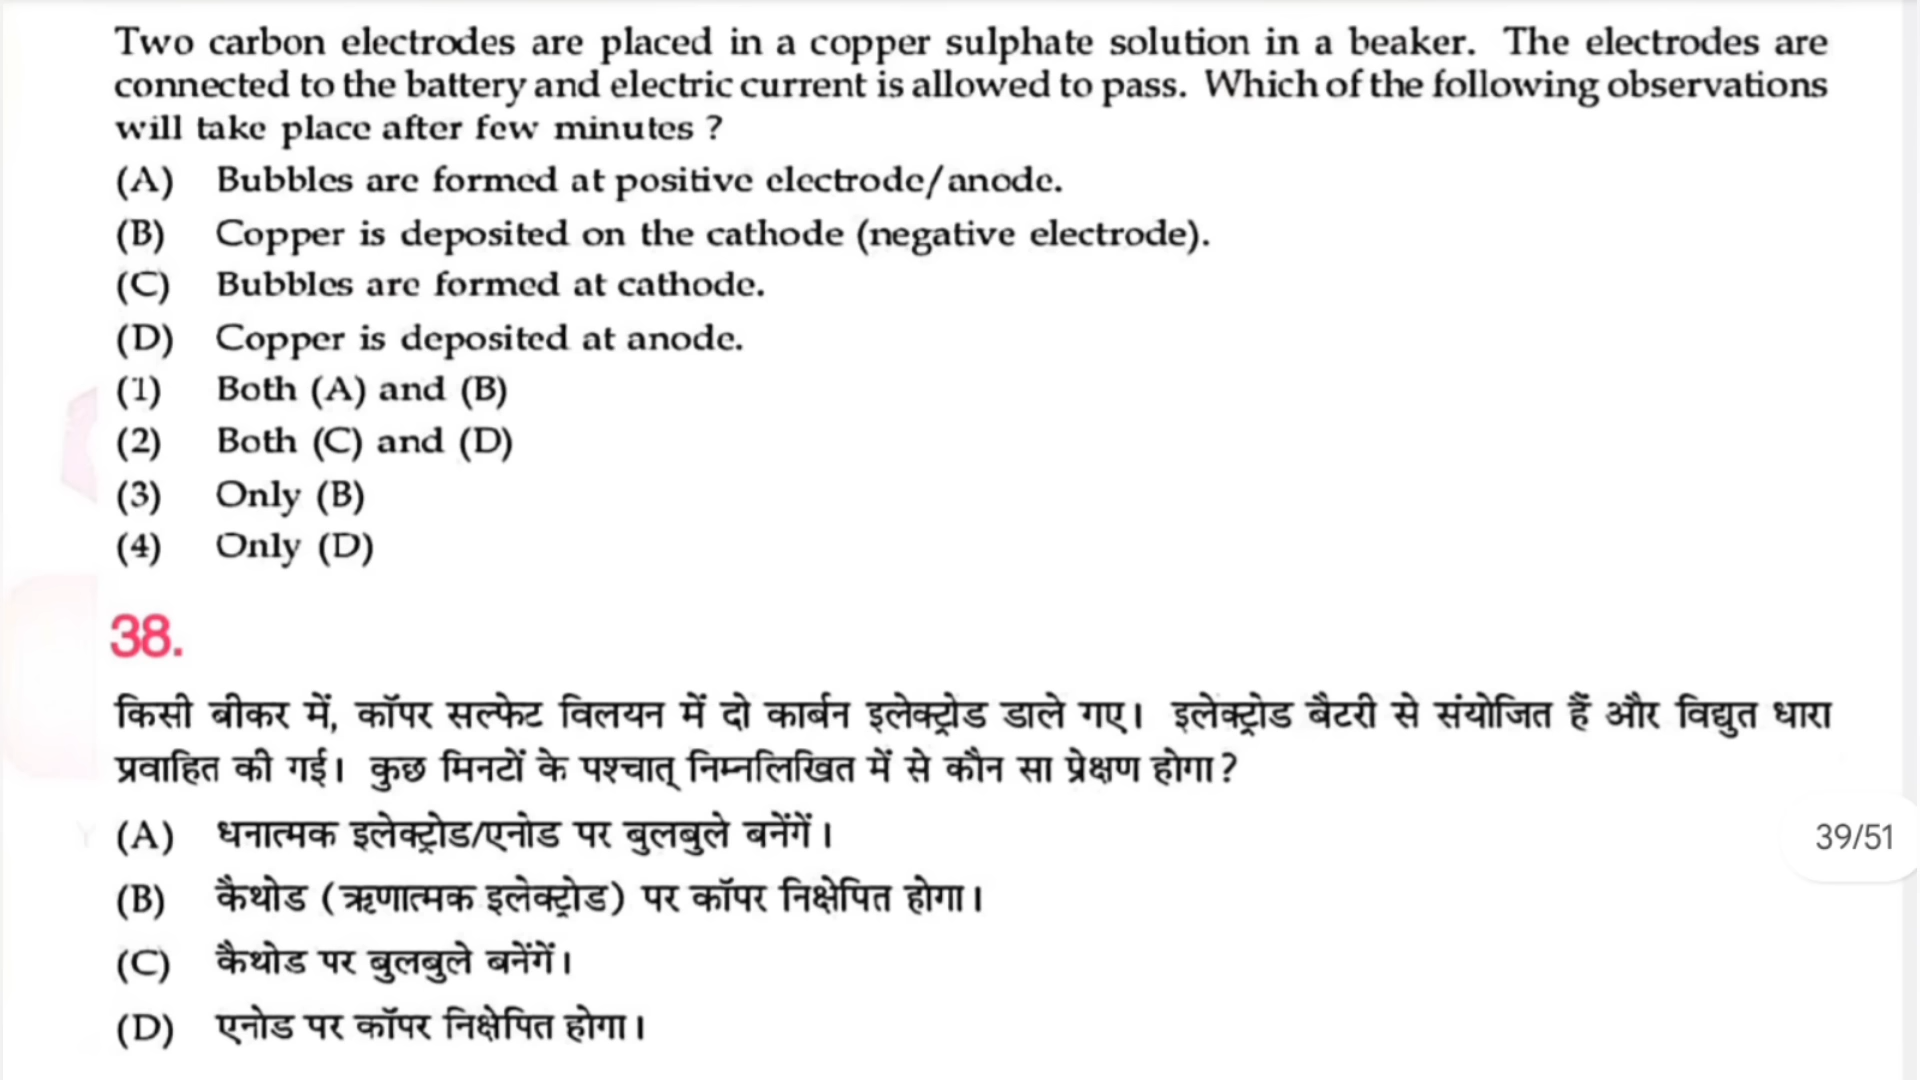 Two carbon electrodes are placed in a copper sulphate solution in a beaker. The electrodes are
connected to the battery and electric current is allowed to pass. Which of the following observations
will take place after few minutes ?
(A) Bubbles are formed at positive electrode/anode.
(B) Copper is deposited on the cathode (negative electrode).
(C) Bubbles are formed at cathode.
(D) Copper is deposited at anode.
(1) Both (A) and (B)
(2) Both (C) and (D)
(3) Only (B)
(4) Only (D)
38.
किसी बीकर में, कॉपर सल्फेट विलयन में दो कार्बन इलेक्ट्रोड डाले गए। इलेक्ट्रोड बैटरी से संयोजित हैं और विद्युत धारा
प्रवाहित की गई। कुछ मिनटों के पश्चात् निम्नलिखित में से कौन सा प्रेक्षण होगा?
(A) धनात्मक इलेक्ट्रोड/एनोड पर बुलबुले बनेंगें।
39/51
(B) कैथोड (ऋणात्मक इलेक्ट्रोड) पर कॉपर निक्षेपित होगा।
(C) कैथोड पर बुलबुले बनेंगें।
(D) एनोड पर कॉपर निक्षेपित होगा।